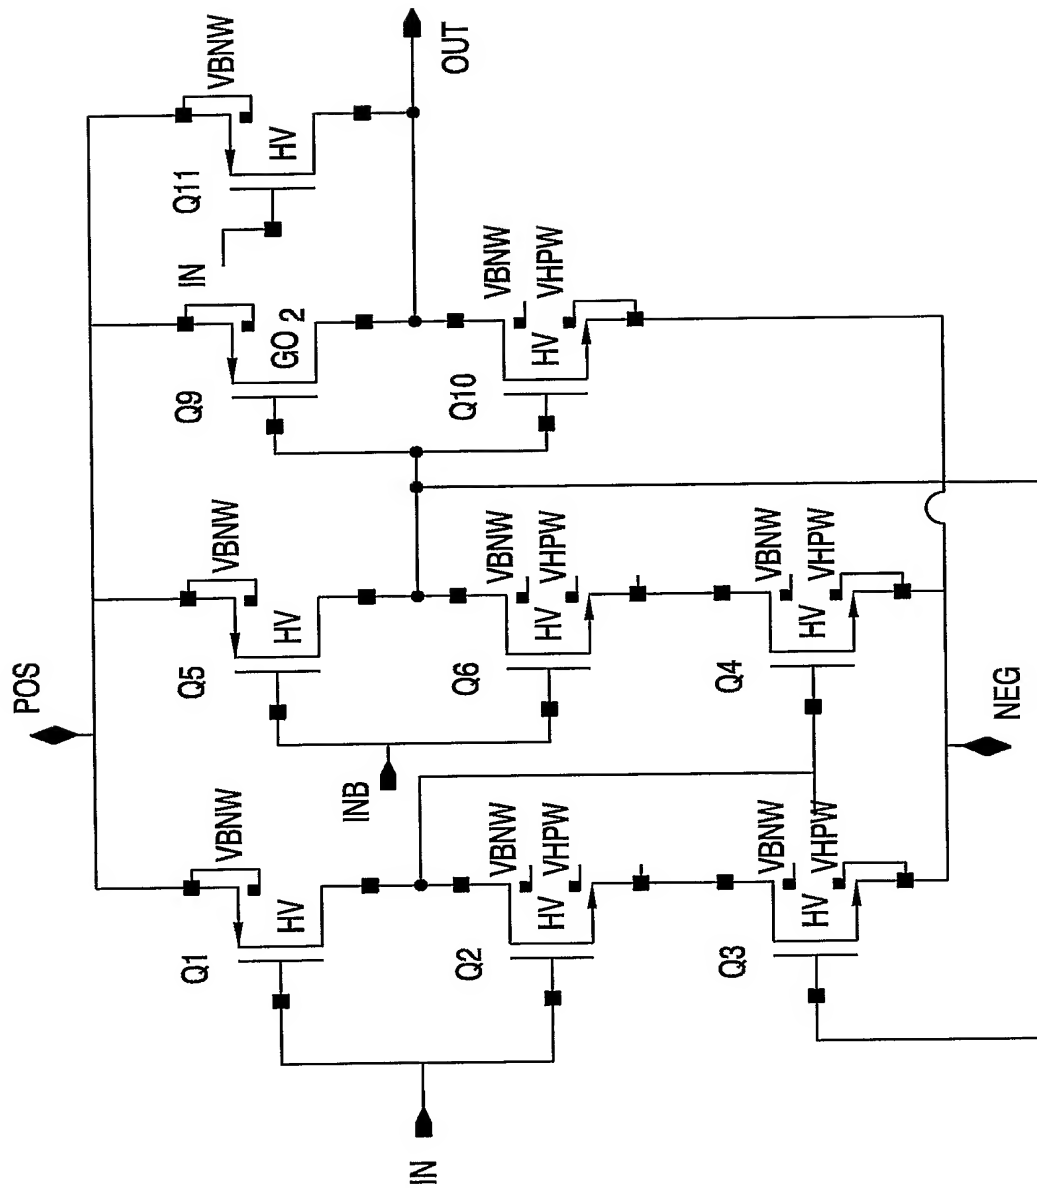 POS
VBNW
Q1
HV
VBNW
Q5
HV
VBNW
Q9
GO 2
IN
VBNW
Q11
HV
OUT
IN
INB
VBNW
VHPW
Q2
HV
VBNW
VHPW
Q6
HV
VBNW
VHPW
Q10
HV
VBNW
VHPW
Q3
HV
VBNW
VHPW
Q4
HV
NEG